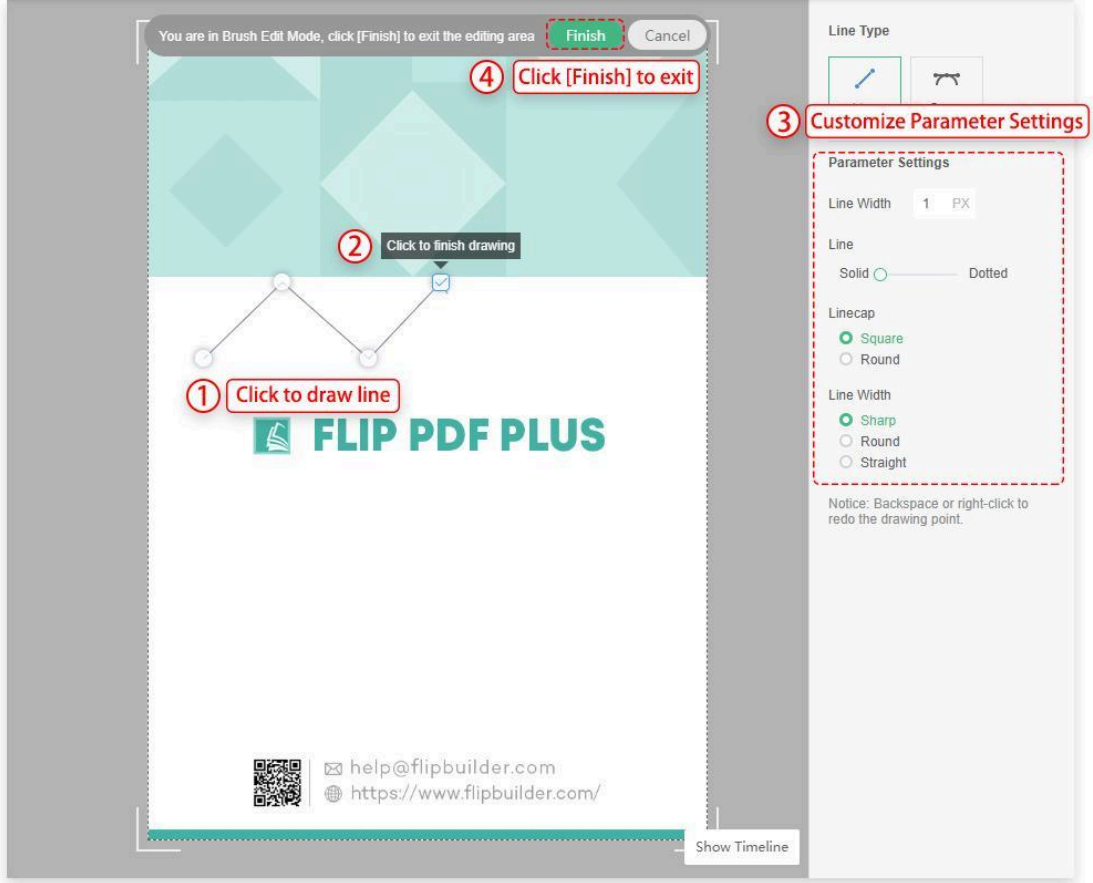 You are in Brush Edit Mode, click [Finish] to exit the editing area
Finish
Cancel
4 Click [Finish] to exit
2 Click to finish drawing
1 Click to draw line
FLIP PDF PLUS
help@flipbuilder.com
https://www.flipbuilder.com/
Show Timeline
Line Type
3 Customize Parameter Settings
Parameter Settings
Line Width 1 PX
Line
Solid Dotted
Linecap
Square
Round
Line Width
Sharp
Round
Straight
Notice: Backspace or right-click to
redo the drawing point.